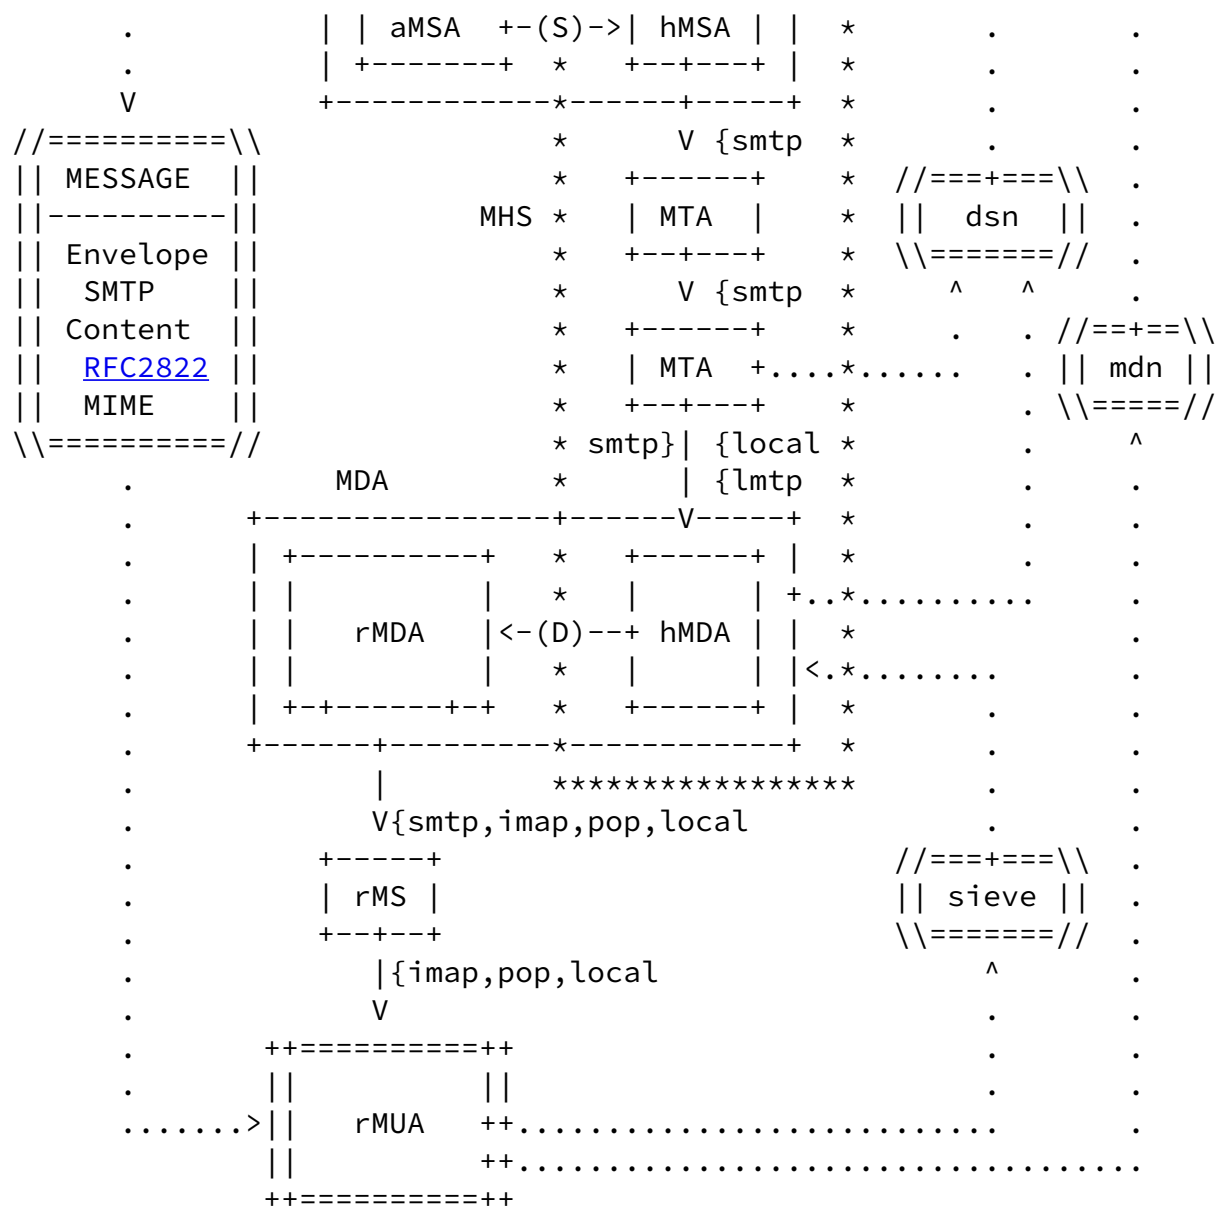 .          | | aMSA  +-(S)->| hMSA | |  *       .       .
      .          | +-------+  *   +--+---+ |  *       .       .
      V          +------------*------+-----+  *       .       .
//==========\\                *      V {smtp  *       .       .
|| MESSAGE  ||                *   +------+    *  //===+===\\  .
||----------||            MHS *   | MTA  |    *  ||  dsn  ||  .
|| Envelope ||                *   +--+---+    *  \\=======//  .
||  SMTP    ||                *      V {smtp  *     ^   ^     .
|| Content  ||                *   +------+    *     .   . //==+==\\
||  RFC2822 ||                *   | MTA  +....*......   . || mdn ||
||  MIME    ||                *   +--+---+    *         . \\=====//
\\==========//                * smtp}| {local *         .     ^
      .           MDA         *      | {lmtp  *         .     .
      .      +----------------+------V-----+  *         .     .
      .      | +----------+   *   +------+ |  *         .     .
      .      | |          |   *   |      | +..*..........     .
      .      | |   rMDA   |<-(D)--+ hMDA | |  *               .
      .      | |          |   *   |      | |<.*........       .
      .      | +-+------+-+   *   +------+ |  *       .       .
      .      +------+---------*------------+  *       .       .
      .             |         *****************       .       .
      .             V{smtp,imap,pop,local             .       .
      .          +-----+                         //===+===\\  .
      .          | rMS |                         || sieve ||  .
      .          +--+--+                         \\=======//  .
      .             |{imap,pop,local                  ^       .
      .             V                                 .       .
      .       ++==========++                          .       .
      .       ||          ||                          .       .
      .......>||   rMUA   ++...........................       .
              ||          ++...................................
              ++==========++